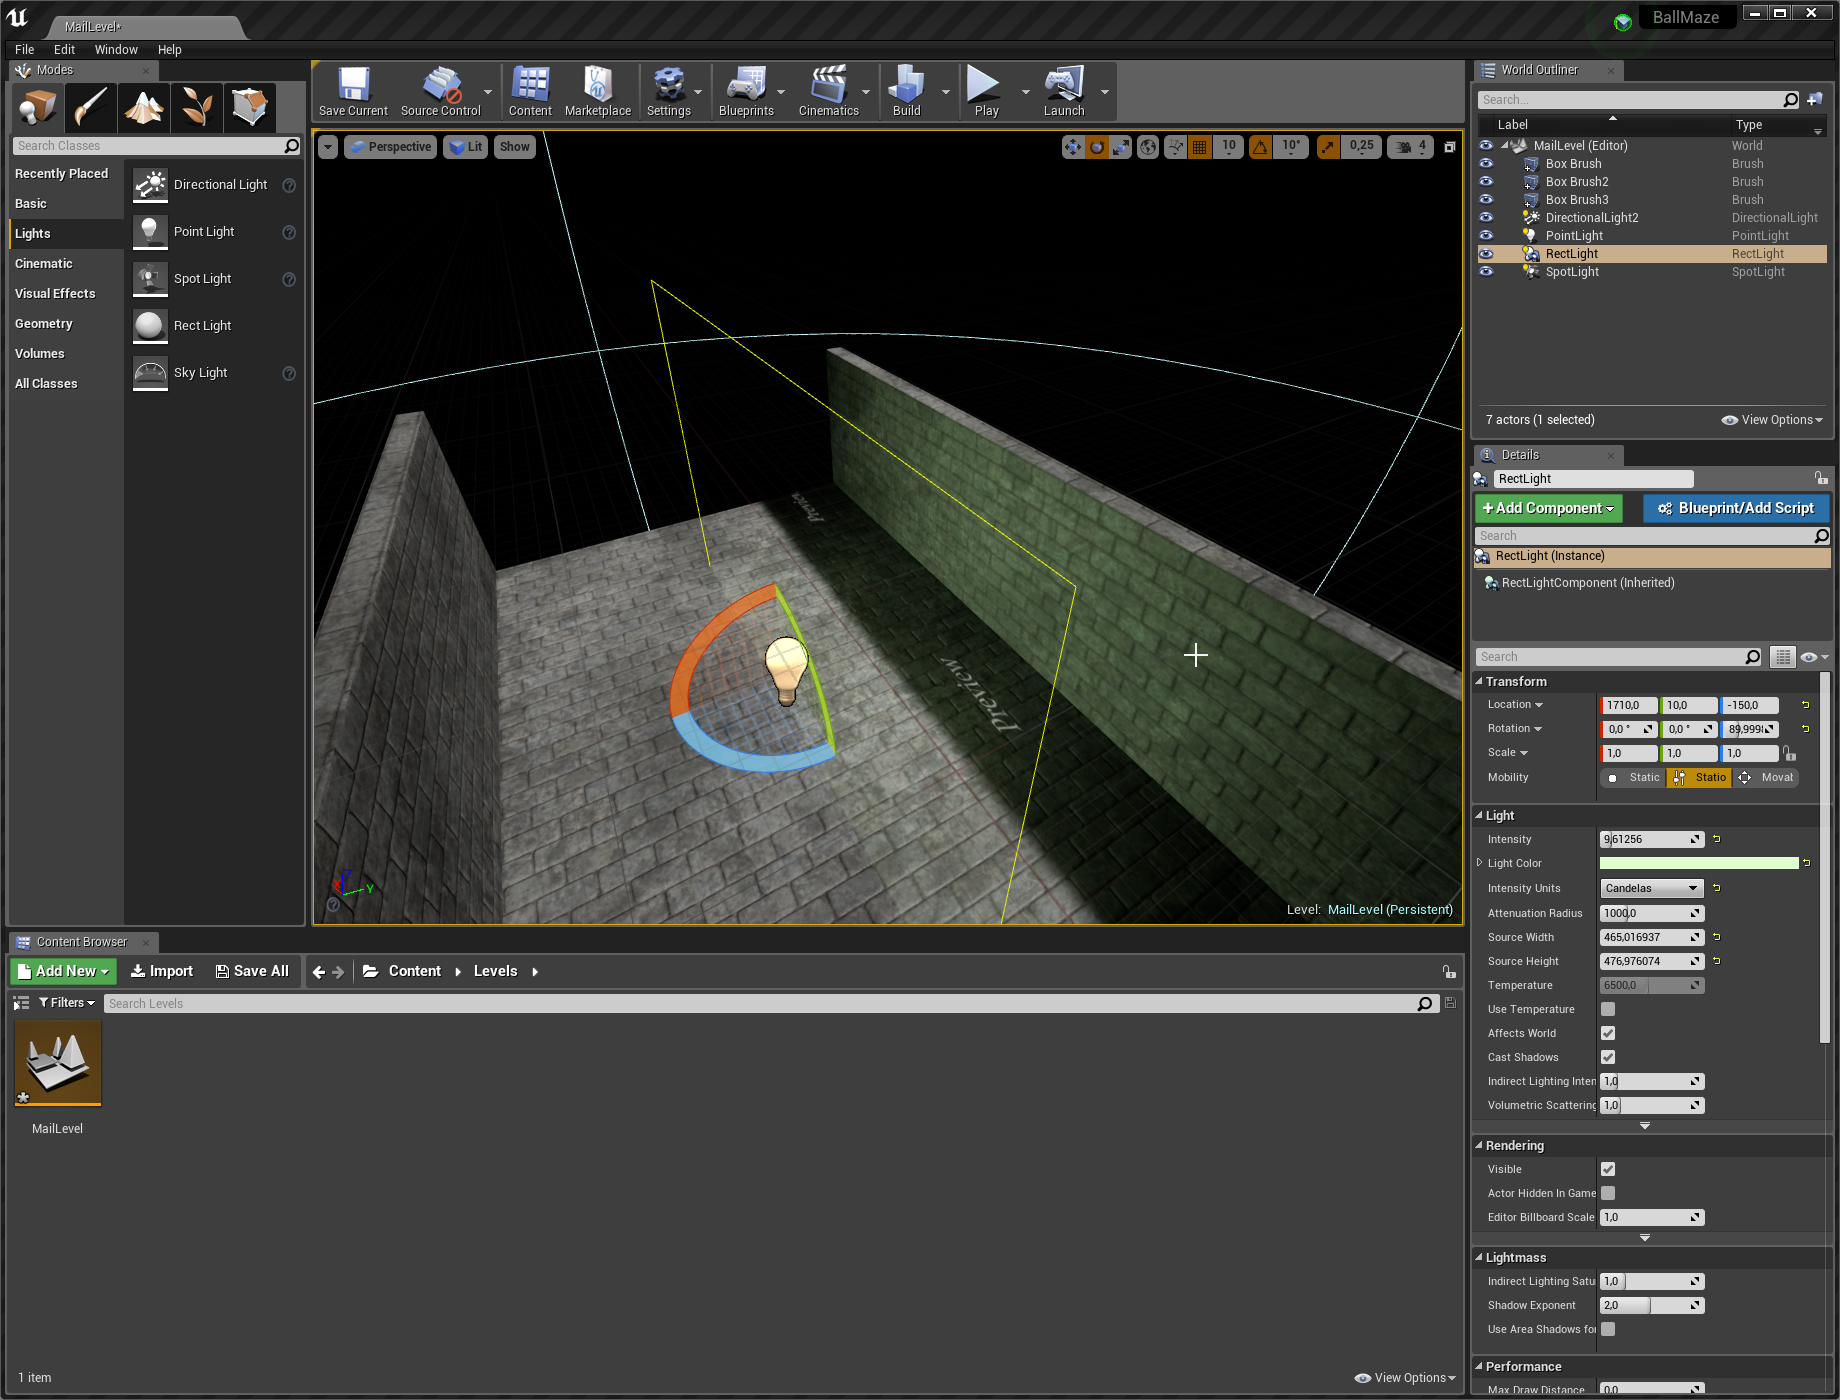 MailLevel*
BallMaze
File Edit Window Help
Modes
Search Classes
Recently Placed
Basic
Lights
Cinematic
Visual Effects
Geometry
Volumes
All Classes
Directional Light
Point Light
Spot Light
Rect Light
Sky Light
Save Current Source Control Content Marketplace Settings Blueprints Cinematics Build Play Launch
Perspective Lit Show
10 10° 0,25 4
Preview
Preview
X Z Y
Level: MailLevel (Persistent)
World Outliner
Search...
Label Type
MailLevel (Editor) World
Box Brush Brush
Box Brush2 Brush
Box Brush3 Brush
DirectionalLight2 DirectionalLight
PointLight PointLight
RectLight RectLight
SpotLight SpotLight
7 actors (1 selected) View Options
Details
RectLight
+Add Component Blueprint/Add Script
Search
RectLight (Instance)
RectLightComponent (Inherited)
Search
Transform
Location 1710,0 10,0 -150,0
Rotation 0,0 ° 0,0 ° 89,999
Scale 1,0 1,0 1,0
Mobility Static Statio Movat
Light
Intensity 9,61256
Light Color
Intensity Units Candelas
Attenuation Radius 1000,0
Source Width 465,016937
Source Height 476,976074
Temperature 6500,0
Use Temperature
Affects World
Cast Shadows
Indirect Lighting Inten 1,0
Volumetric Scattering 1,0
Rendering
Visible
Actor Hidden In Game
Editor Billboard Scale 1,0
Lightmass
Indirect Lighting Satu 1,0
Shadow Exponent 2,0
Use Area Shadows for
Performance
Max Draw Distance 0,0
Content Browser
Add New Import Save All Content Levels
Filters Search Levels
MailLevel
1 item View Options